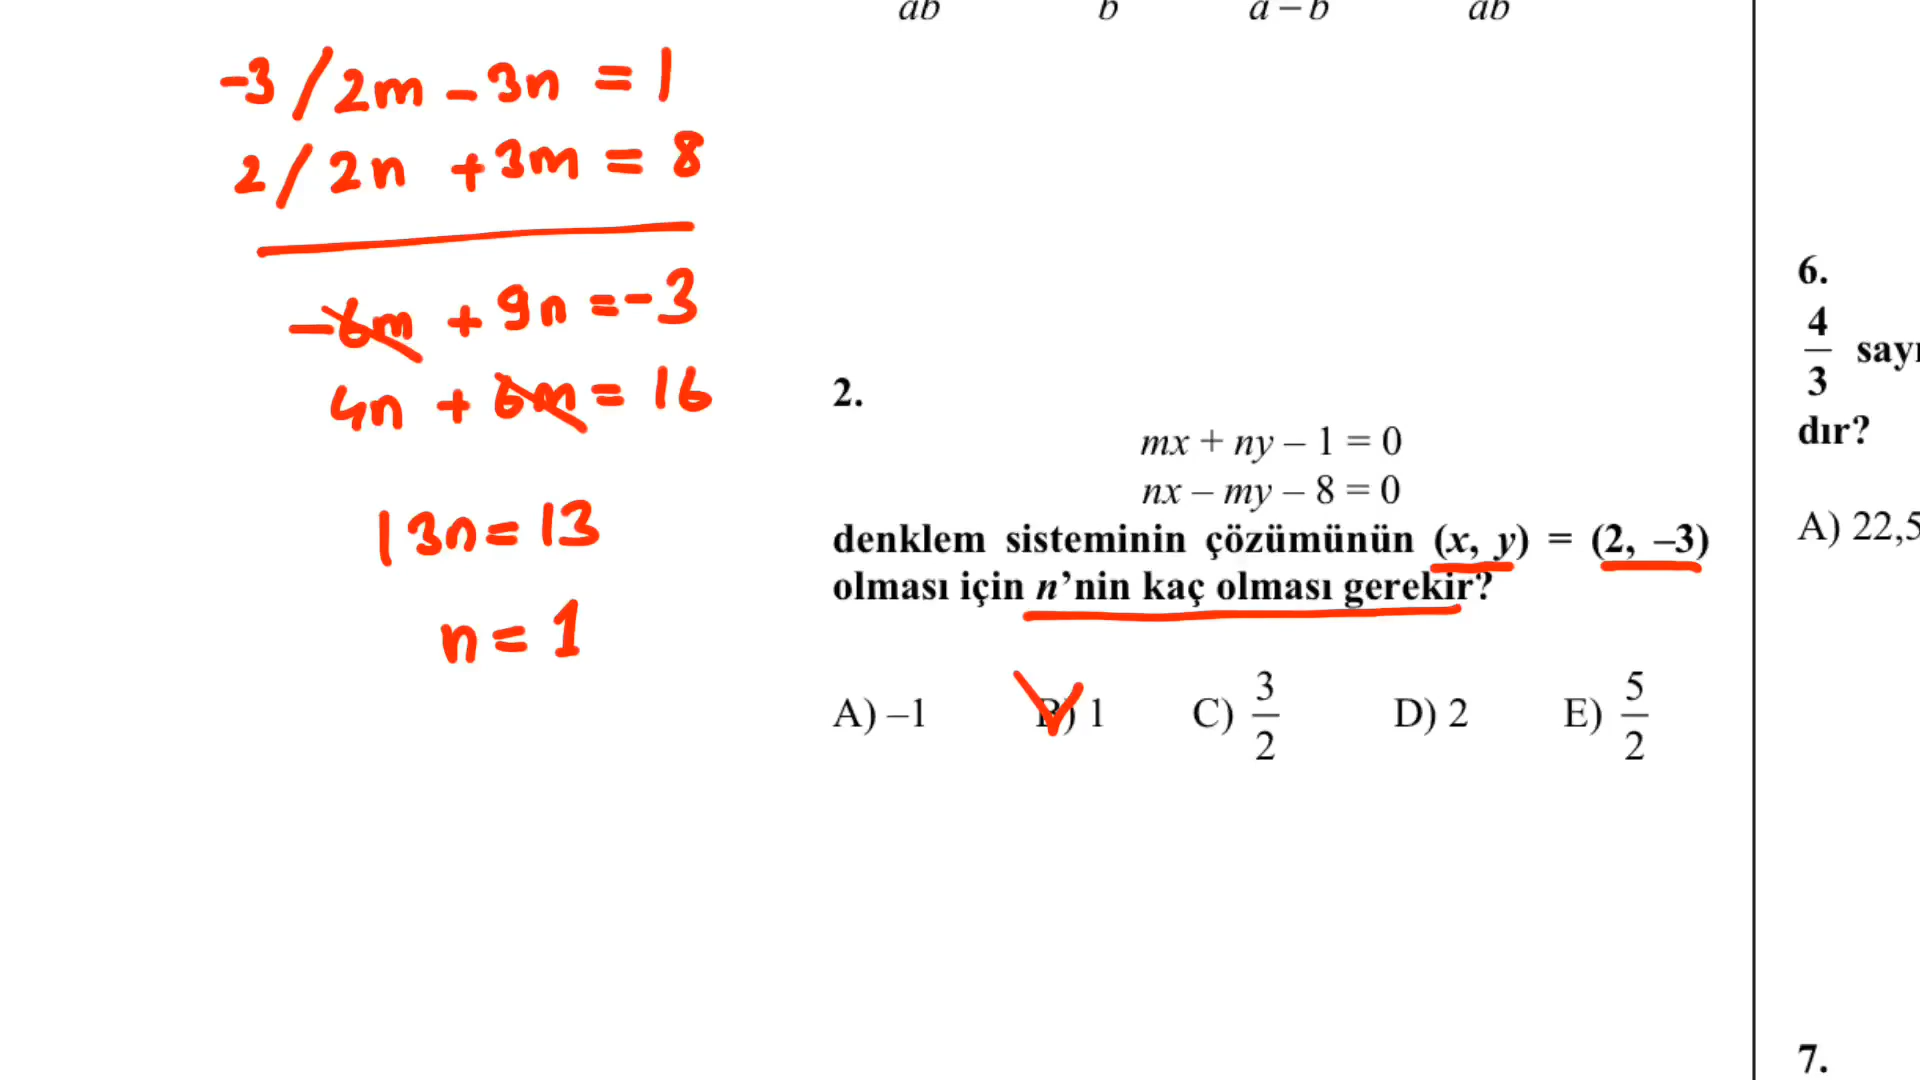 ab b a – b ab
-3/2m - 3n = 1
2/2n + 3m = 8
-6m + 9n = -3
4n + 6m = 16
13n = 13
n = 1
2.
mx + ny – 1 = 0
nx – my – 8 = 0
denklem sisteminin çözümünün (x, y) = (2, –3)
olması için n’nin kaç olması gerekir?
A) –1 B) 1 C) 3/2 D) 2 E) 5/2
6.
4/3 sayı
dır?
A) 22,5
7.